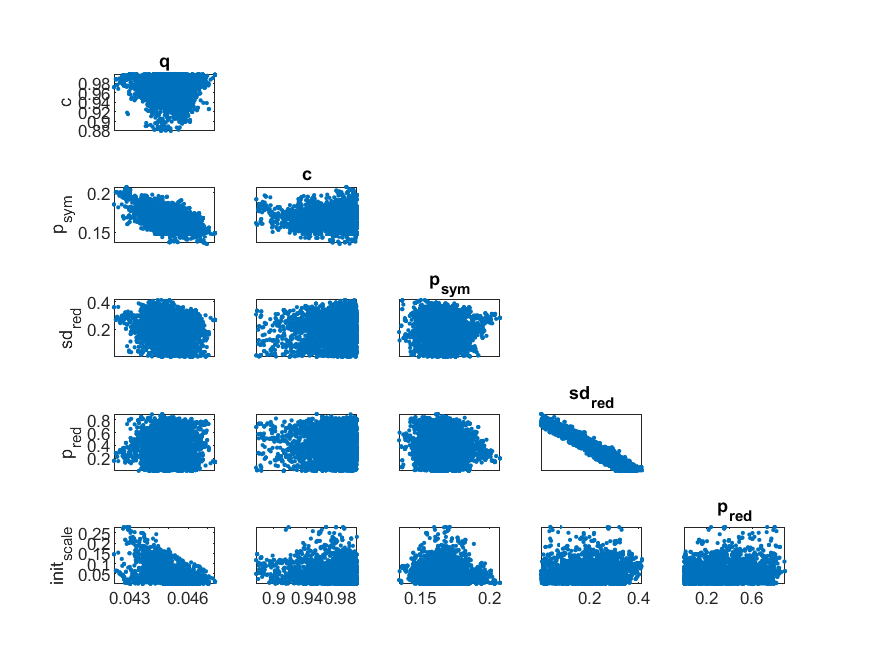 q
c
0.98
0.96
0.94
0.92
0.9
0.88
c
p_sym
0.2
0.15
p_sym
sd_red
0.4
0.2
sd_red
p_red
0.8
0.6
0.4
0.2
p_red
init_scale
0.25
0.2
0.15
0.1
0.05
0.043 0.046
0.9 0.94 0.98
0.15 0.2
0.2 0.4
0.2 0.6